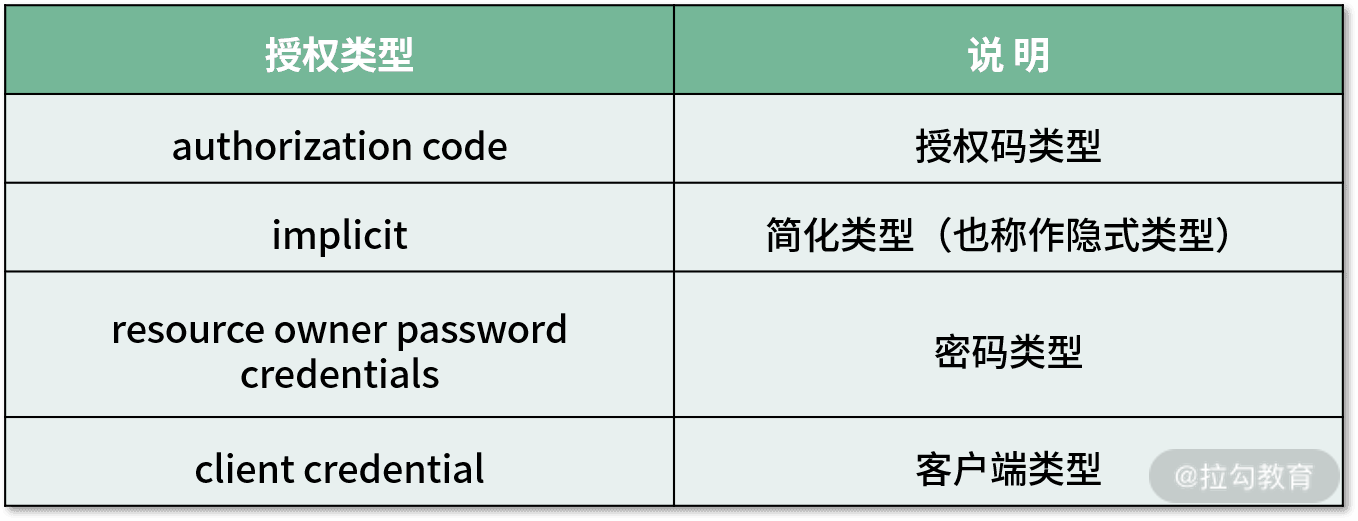 授权类型
说 明
authorization code
授权码类型
implicit
简化类型（也称作隐式类型）
resource owner password
credentials
密码类型
client credential
客户端类型
@拉勾教育